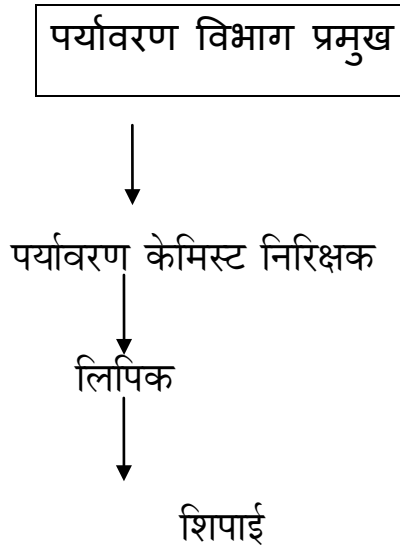 पर्यावरण विभाग प्रमुख
पर्यावरण केमिस्ट निरिक्षक
लिपिक
शिपाई